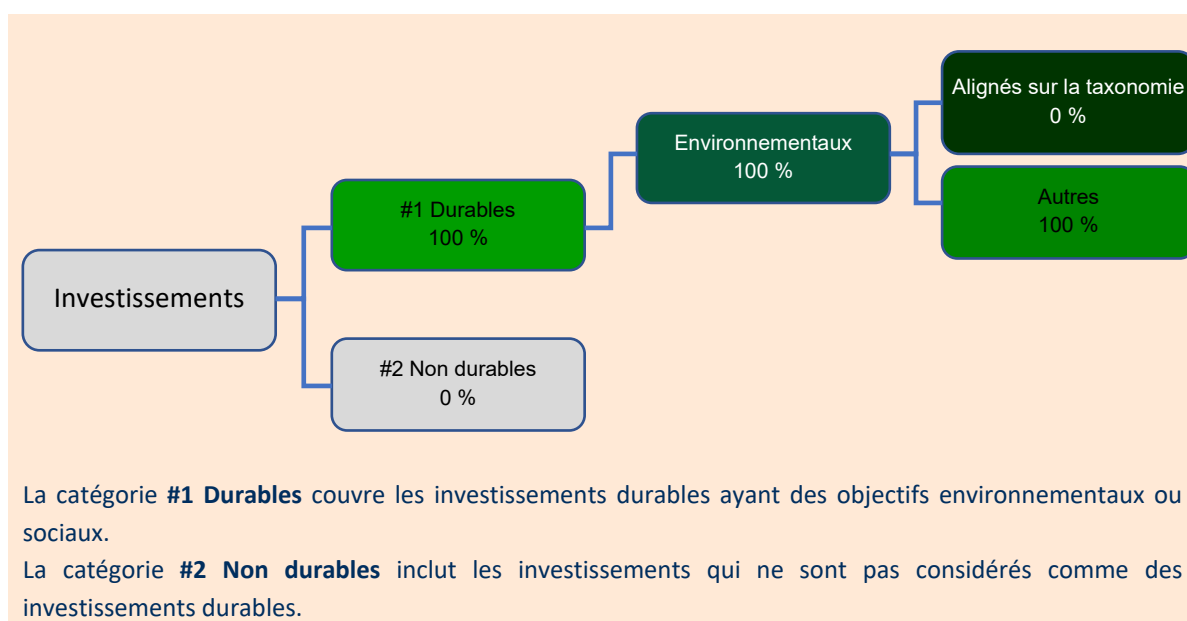 Alignés sur la taxonomie
0 %
Environnementaux
100 %
Autres
100 %
#1 Durables
100 %
Investissements
#2 Non durables
0 %
La catégorie #1 Durables couvre les investissements durables ayant des objectifs environnementaux ou
sociaux.
La catégorie #2 Non durables inclut les investissements qui ne sont pas considérés comme des
investissements durables.